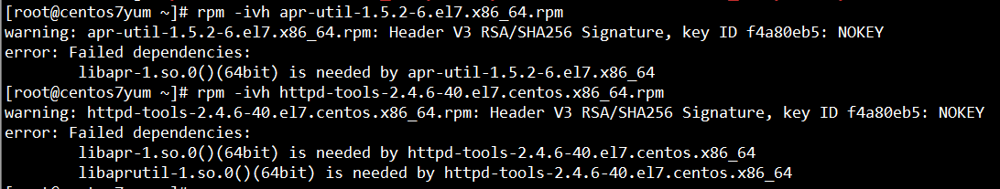 [root@centos7yum ~]# rpm -ivh apr-util-1.5.2-6.el7.x86_64.rpm
warning: apr-util-1.5.2-6.el7.x86_64.rpm: Header V3 RSA/SHA256 Signature, key ID f4a80eb5: NOKEY
error: Failed dependencies:
        libapr-1.so.0()(64bit) is needed by apr-util-1.5.2-6.el7.x86_64
[root@centos7yum ~]# rpm -ivh httpd-tools-2.4.6-40.el7.centos.x86_64.rpm
warning: httpd-tools-2.4.6-40.el7.centos.x86_64.rpm: Header V3 RSA/SHA256 Signature, key ID f4a80eb5: NOKEY
error: Failed dependencies:
        libapr-1.so.0()(64bit) is needed by httpd-tools-2.4.6-40.el7.centos.x86_64
        libaprutil-1.so.0()(64bit) is needed by httpd-tools-2.4.6-40.el7.centos.x86_64